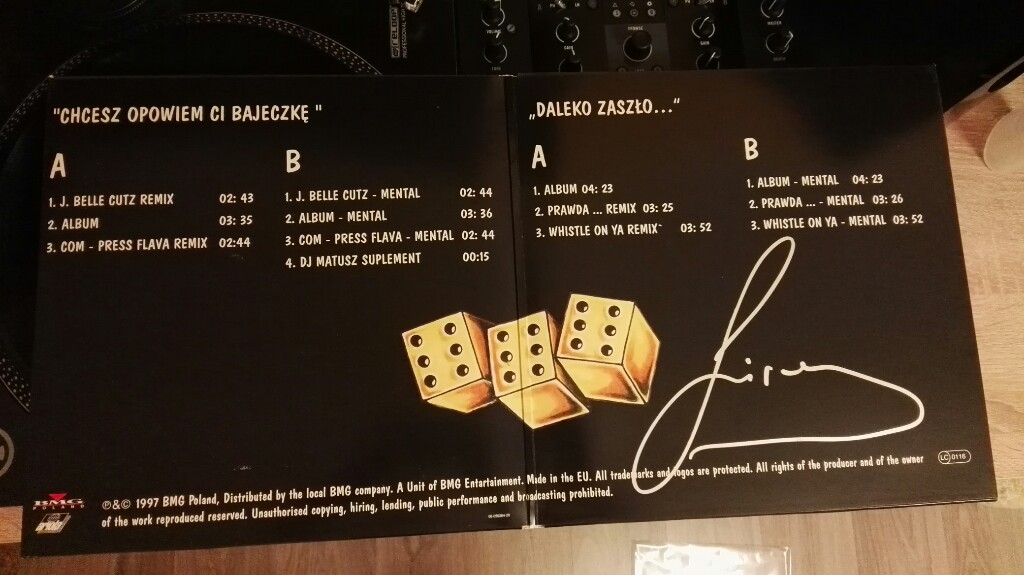 RELOOP
PROFESSIONAL
VOLUME
"CHCESZ OPOWIEM CI BAJECZKĘ "
A
1. J. BELLE CUTZ REMIX 02: 43
2. ALBUM 03: 35
3. COM - PRESS FLAVA REMIX 02:44
B
1. J. BELLE CUTZ - MENTAL 02: 44
2. ALBUM - MENTAL 03: 36
3. COM - PRESS FLAVA - MENTAL 02: 44
4. DJ MATUSZ SUPLEMENT 00:15
„DALEKO ZASZŁO...“
A
1. ALBUM 04: 23
2. PRAWDA ... REMIX 03: 25
3. WHISTLE ON YA REMIX 03: 52
B
1. ALBUM - MENTAL 04: 23
2. PRAWDA ... - MENTAL 03: 26
3. WHISTLE ON YA - MENTAL 03: 52
BMG
POLAND
℗&© 1997 BMG Poland, Distributed by the local BMG company. A Unit of BMG Entertainment. Made in the EU. All trademarks and logos are protected. All rights of the producer and of the owner
of the work reproduced reserved. Unauthorised copying, hiring, lending, public performance and broadcasting prohibited.
LC 0116